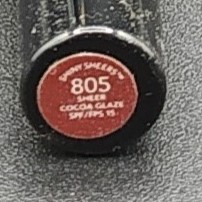 SHINY SHEERS™
805
SHEER
COCOA GLAZE
SPF/FPS 15